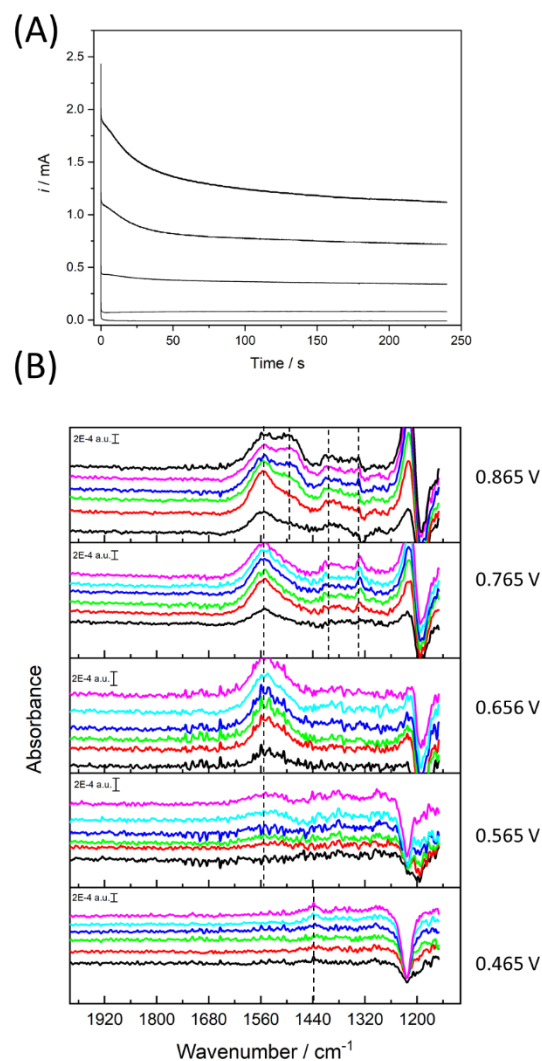 (A)
2.5
2.0
1.5
1.0
0.5
0.0
i / mA
0 50 100 150 200 250
Time / s
(B)
2E-4 a.u.
0.865 V
2E-4 a.u.
0.765 V
2E-4 a.u.
0.656 V
2E-4 a.u.
0.565 V
2E-4 a.u.
0.465 V
Absorbance
1920 1800 1680 1560 1440 1320 1200
Wavenumber / cm⁻¹